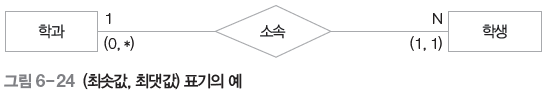 학과 1 소속 N 학생
(0, *) (1, 1)
그림 6-24 (최솟값, 최댓값) 표기의 예